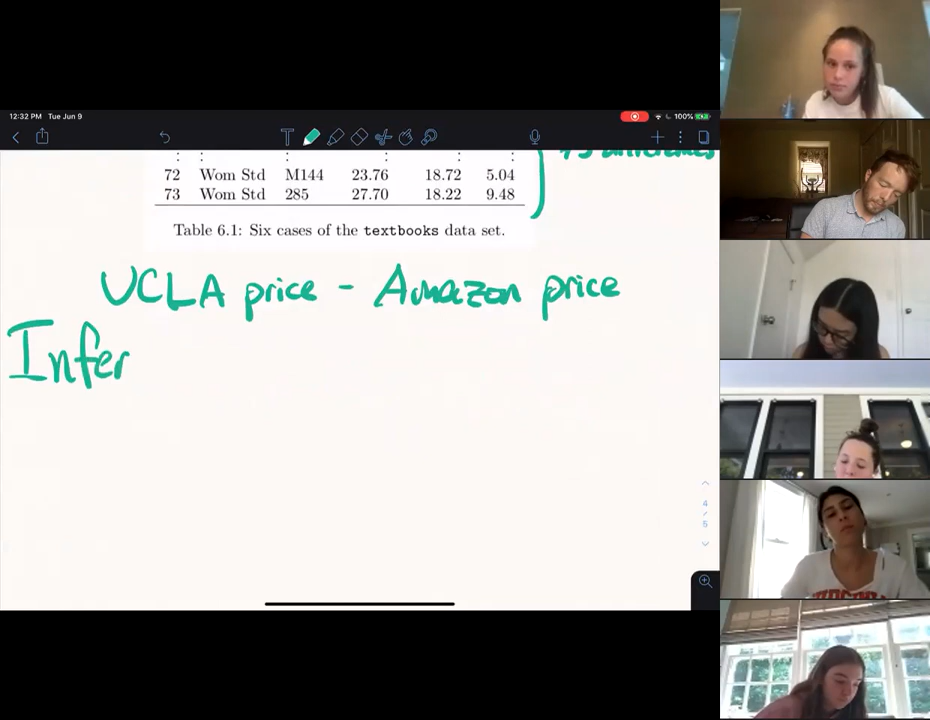 12:32 PM Tue Jun 9
100%
72 Wom Std M144 23.76 18.72 5.04
73 Wom Std 285 27.70 18.22 9.48
Table 6.1: Six cases of the textbooks data set.
UCLA price - Amazon price
Infer
4
/
5